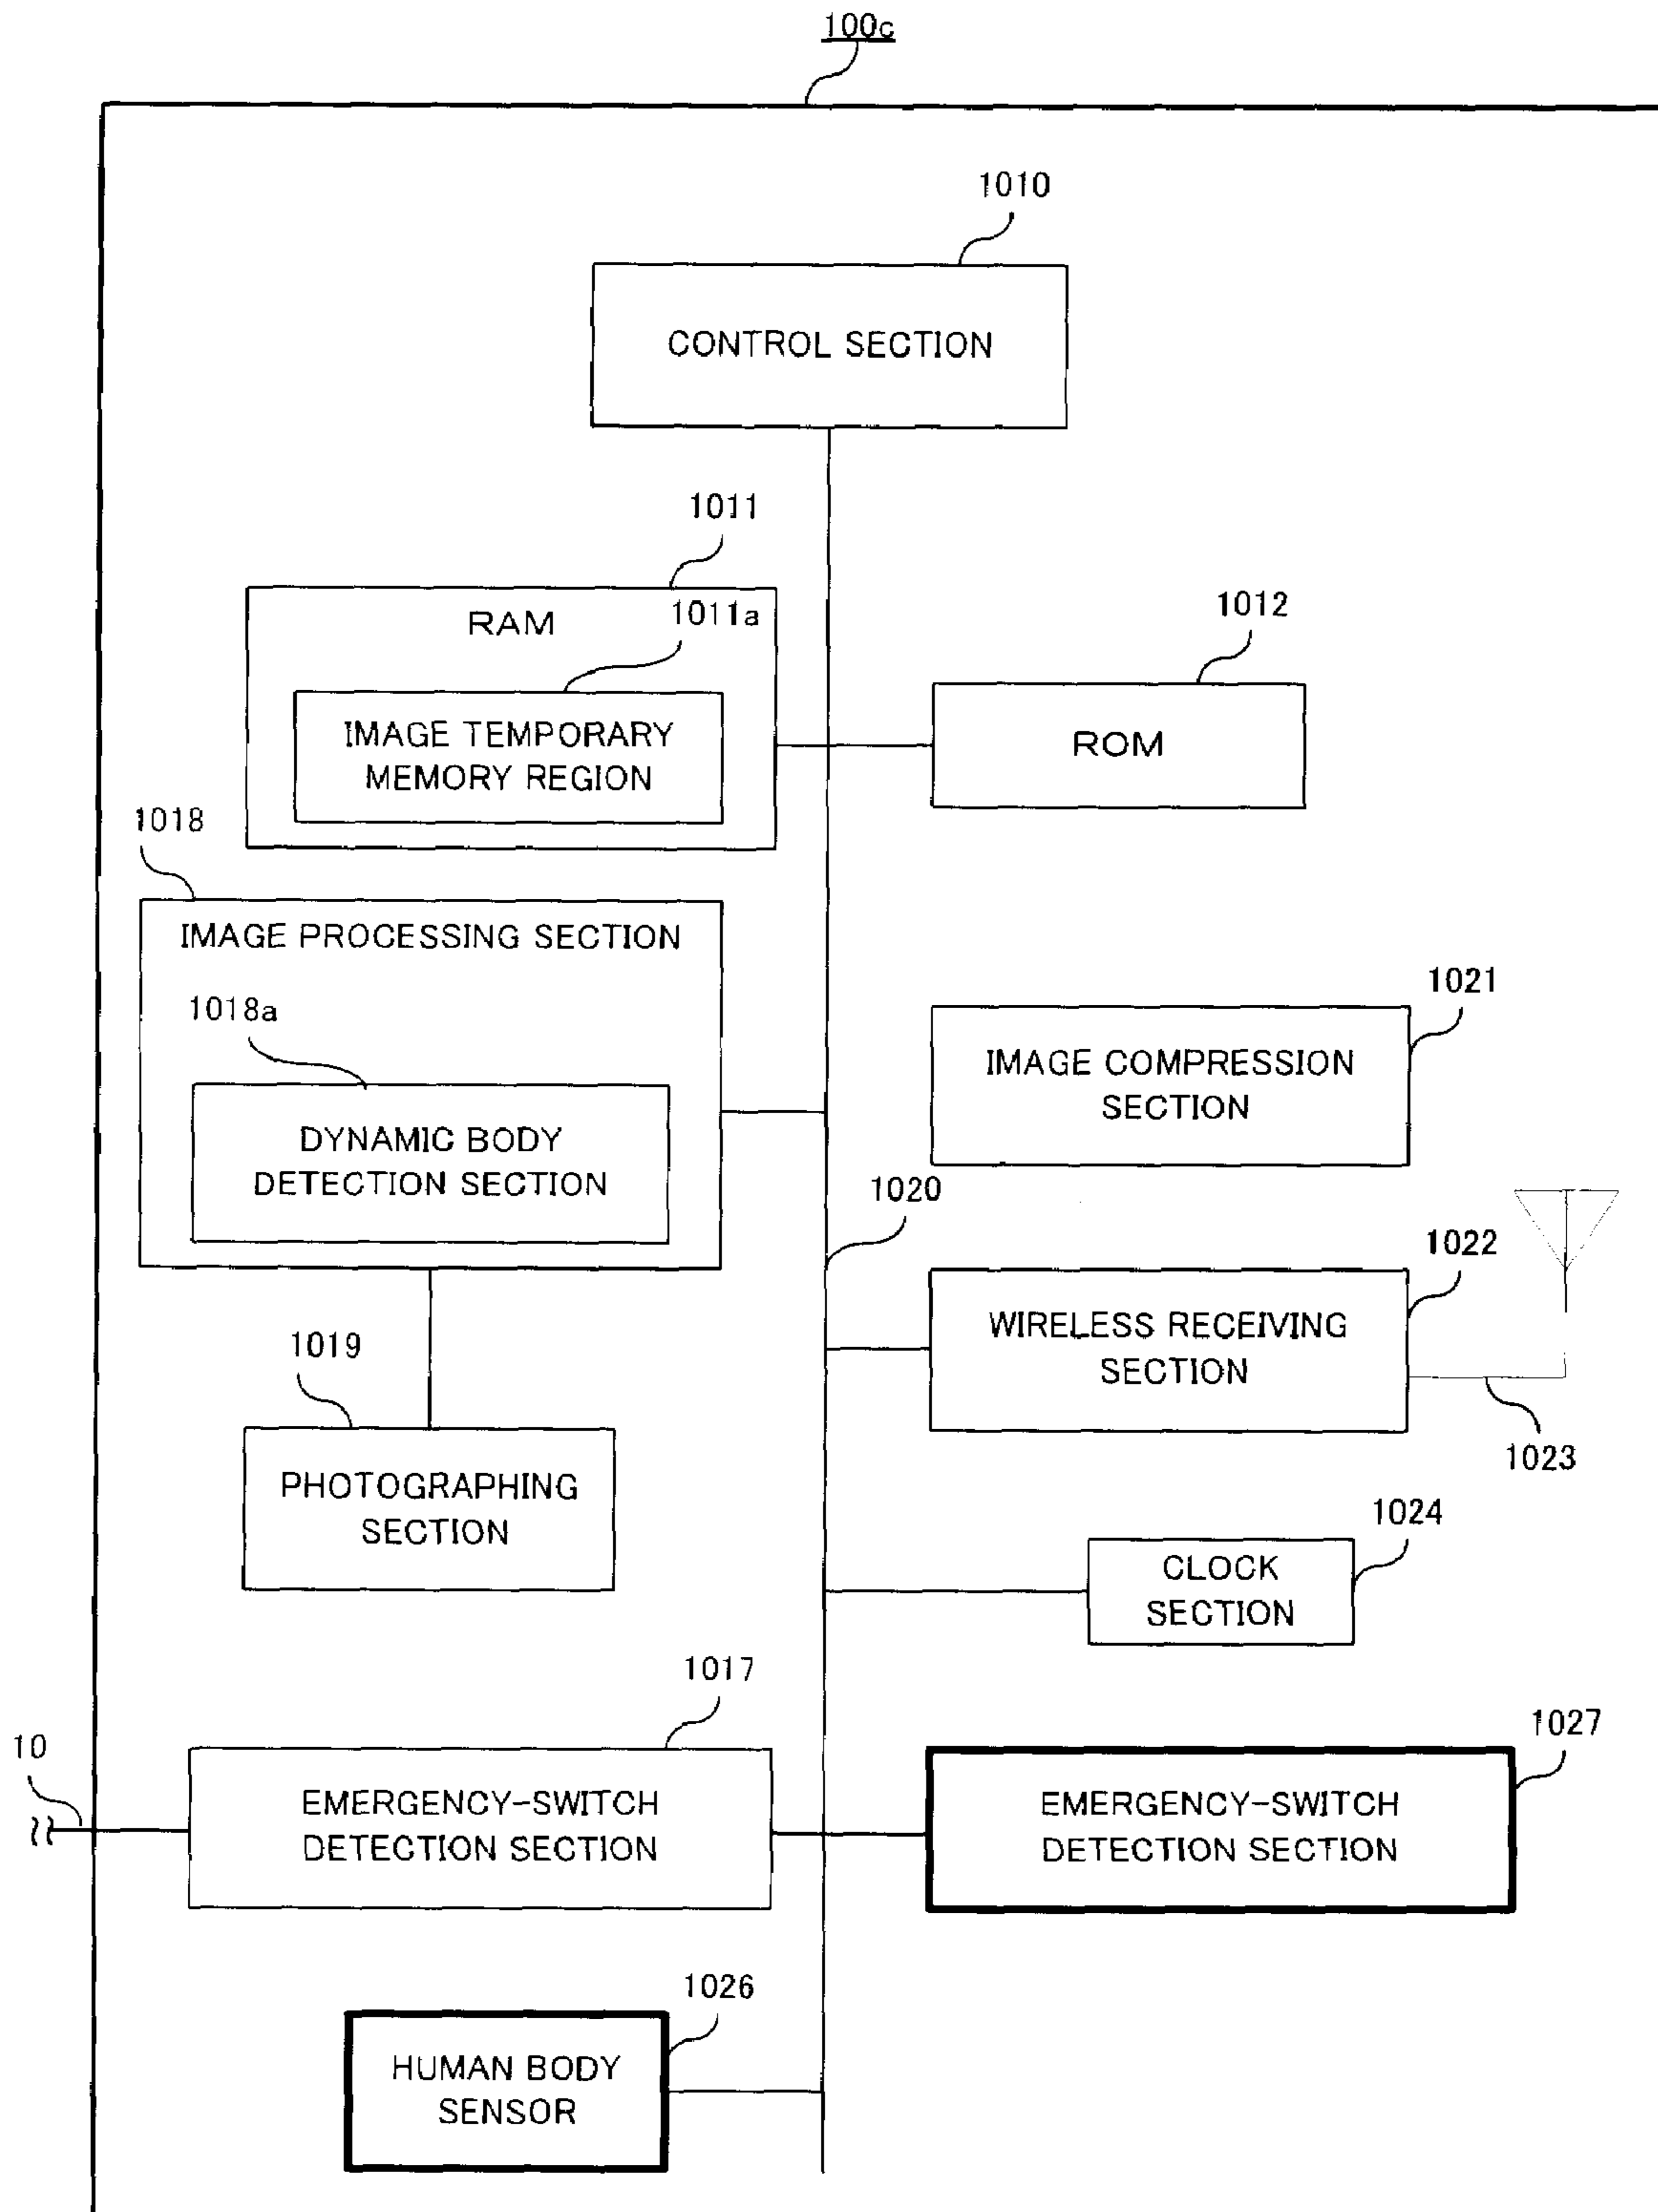 100c
1010
CONTROL SECTION
1011
RAM
1011a
IMAGE TEMPORARY
MEMORY REGION
1012
ROM
1018
IMAGE PROCESSING SECTION
1018a
DYNAMIC BODY
DETECTION SECTION
1021
IMAGE COMPRESSION
SECTION
1020
1022
WIRELESS RECEIVING
SECTION
1023
1019
PHOTOGRAPHING
SECTION
1024
CLOCK
SECTION
1017
10
EMERGENCY-SWITCH
DETECTION SECTION
1027
EMERGENCY-SWITCH
DETECTION SECTION
1026
HUMAN BODY
SENSOR